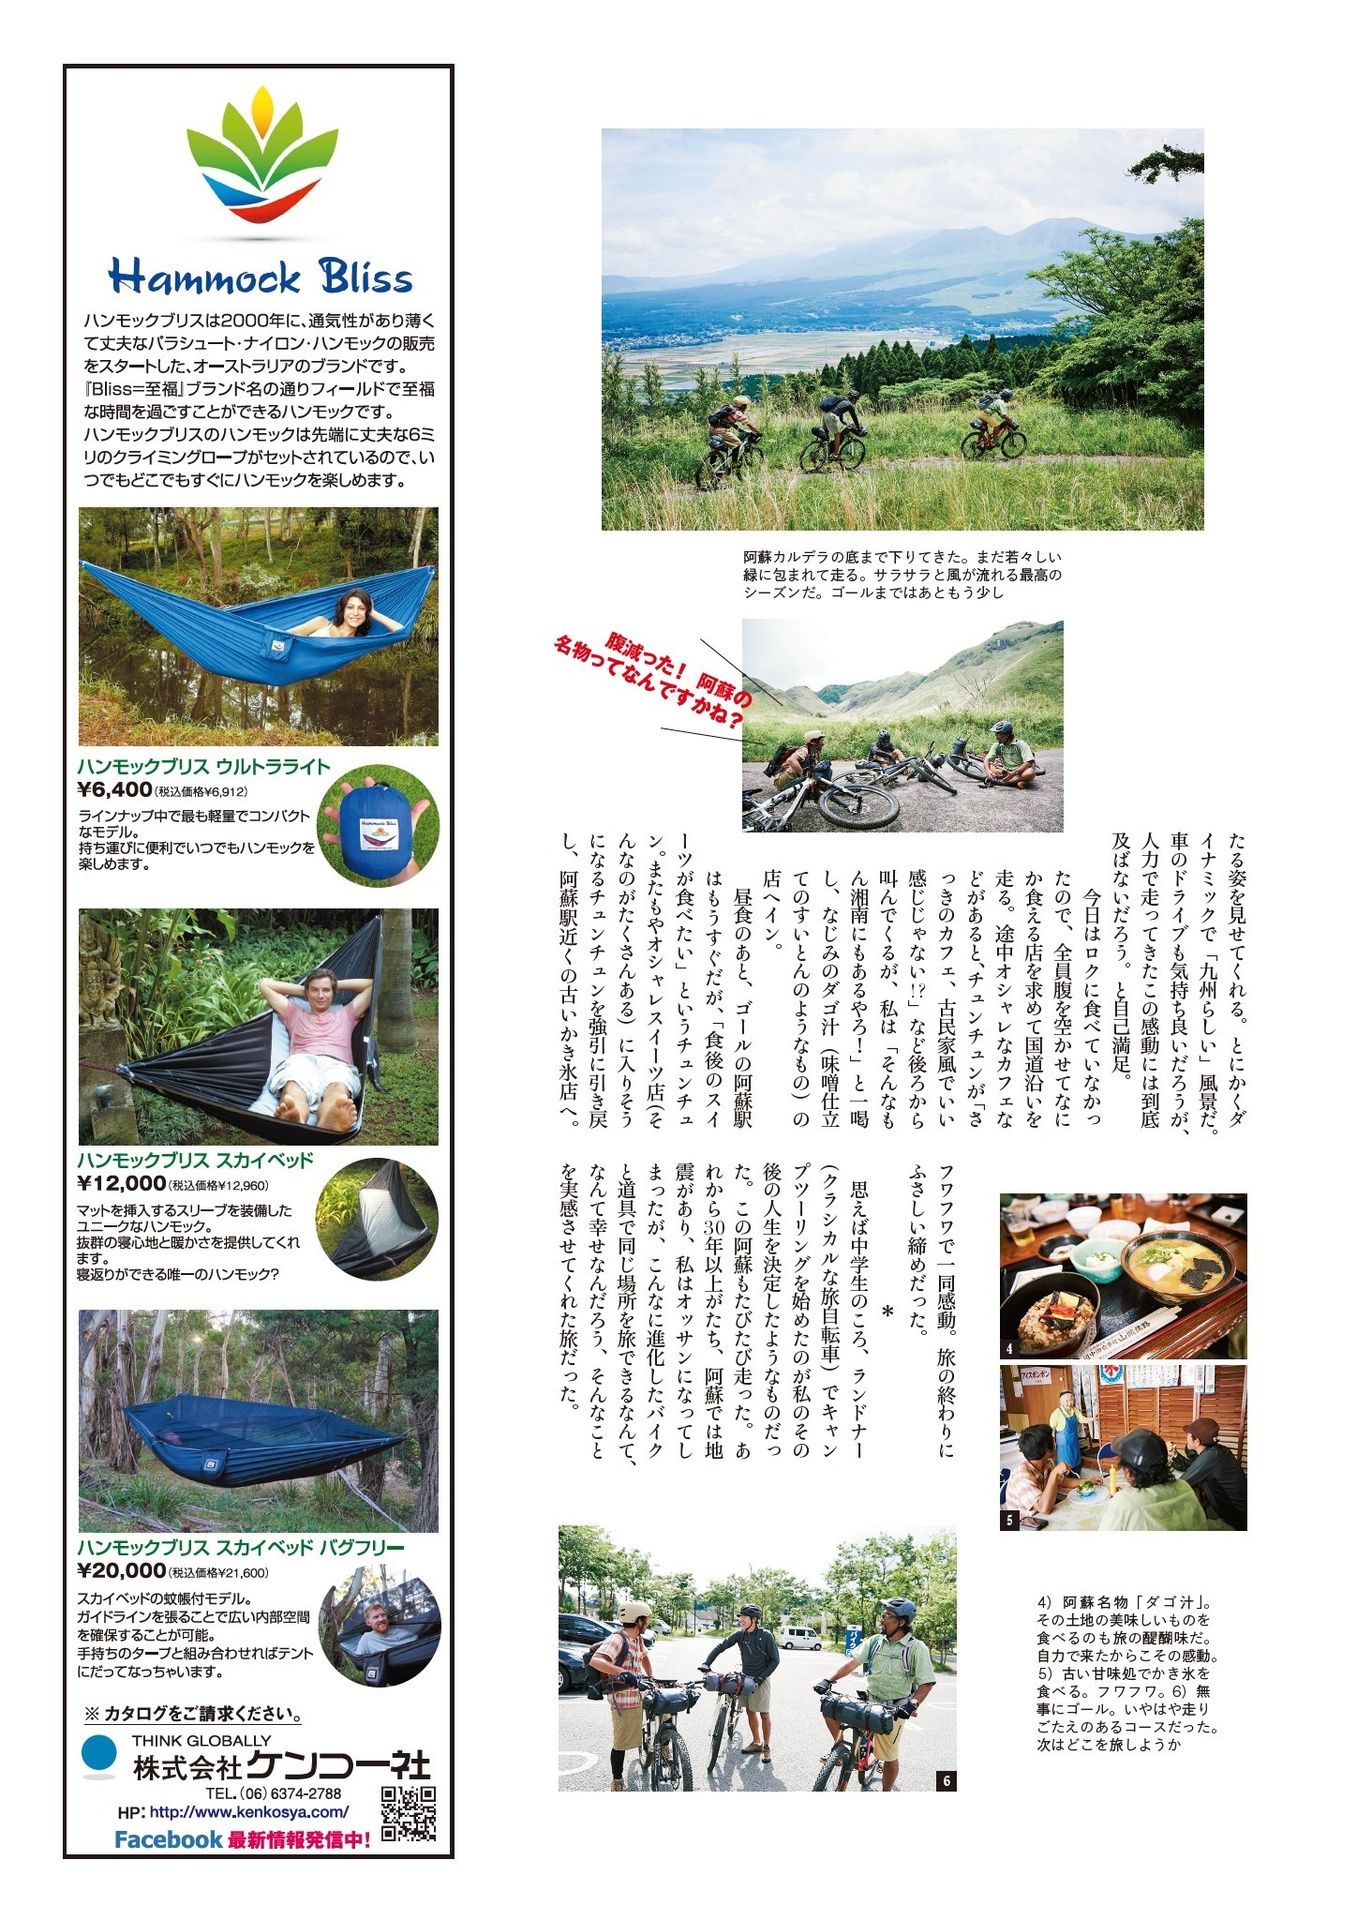 Hammock Bliss
ハンモックブリスは2000年に、通気性があり薄く
て丈夫なパラシュート・ナイロン・ハンモックの販売
をスタートした、オーストラリアのブランドです。
『Bliss=至福』ブランド名の通りフィールドで至福
な時間を過ごすことができるハンモックです。
ハンモックブリスのハンモックは先端に丈夫な6ミ
リのクライミングロープがセットされているので、い
つでもどこでもすぐにハンモックを楽しめます。
ハンモックブリス ウルトラライト
¥6,400(税込価格¥6,912)
ラインナップ中で最も軽量でコンパクト
なモデル。
持ち運びに便利でいつでもハンモックを
楽しめます。
Hammock Bliss
ハンモックブリス スカイベッド
¥12,000(税込価格¥12,960)
マットを挿入するスリーブを装備した
ユニークなハンモック。
抜群の寝心地と暖かさを提供してくれ
ます。
寝返りができる唯一のハンモック?
ハンモックブリス スカイベッド バグフリー
¥20,000(税込価格¥21,600)
スカイベッドの蚊帳付モデル。
ガイドラインを張ることで広い内部空間
を確保することが可能。
手持ちのタープと組み合わせればテント
にだってなっちゃいます。
※ カタログをご請求ください。
THINK GLOBALLY
株式会社ケンコー社
TEL.(06)6374-2788
HP: http://www.kenkosya.com/
Facebook 最新情報発信中!
阿蘇カルデラの底まで下りてきた。まだ若々しい
緑に包まれて走る。サラサラと風が流れる最高の
シーズンだ。ゴールまではあともう少し
腹減った! 阿蘇の
名物ってなんですかね?
たる姿を見せてくれる。とにかくダ
イナミックで「九州らしい」風景だ。
車のドライブも気持ち良いだろうが、
人力で走ってきたこの感動には到底
及ばないだろう。と自己満足。
今日はロクに食べていなかっ
たので、全員腹を空かせてなに
か食える店を求めて国道沿いを
走る。途中オシャレなカフェな
どがあると、チュンチュンが「さ
っきのカフェ、古民家風でいい
感じじゃない!?」など後ろから
叫んでくるが、私は「そんなも
ん湘南にもあるやろ!」と一喝
し、なじみのダゴ汁(味噌仕立
てのすいとんのようなもの)の
店へイン。
昼食のあと、ゴールの阿蘇駅
はもうすぐだが、「食後のスイ
ーツが食べたい」というチュンチュ
ン。またもやオシャレスイーツ店(そ
んなのがたくさんある)に入りそう
になるチュンチュンを強引に引き戻
し、阿蘇駅近くの古いかき氷店へ。
フワフワで一同感動。旅の終わりに
ふさしい締めだった。
*
思えば中学生のころ、ランドナー
(クラシカルな旅自転車)でキャン
プツーリングを始めたのが私のその
後の人生を決定したようなものだっ
た。この阿蘇もたびたび走った。あ
れから30年以上がたち、阿蘇では地
震があり、私はオッサンになってし
まったが、こんなに進化したバイク
と道具で同じ場所を旅できるなんて、
なんて幸せなんだろう、そんなこと
を実感させてくれた旅だった。
4
アイスボンボン
5
4) 阿蘇名物「ダゴ汁」。
その土地の美味しいものを
食べるのも旅の醍醐味だ。
自力で来たからこその感動。
5) 古い甘味処でかき氷を
食べる。フワフワ。6) 無
事にゴール。いやはや走り
ごたえのあるコースだった。
次はどこを旅しようか
6